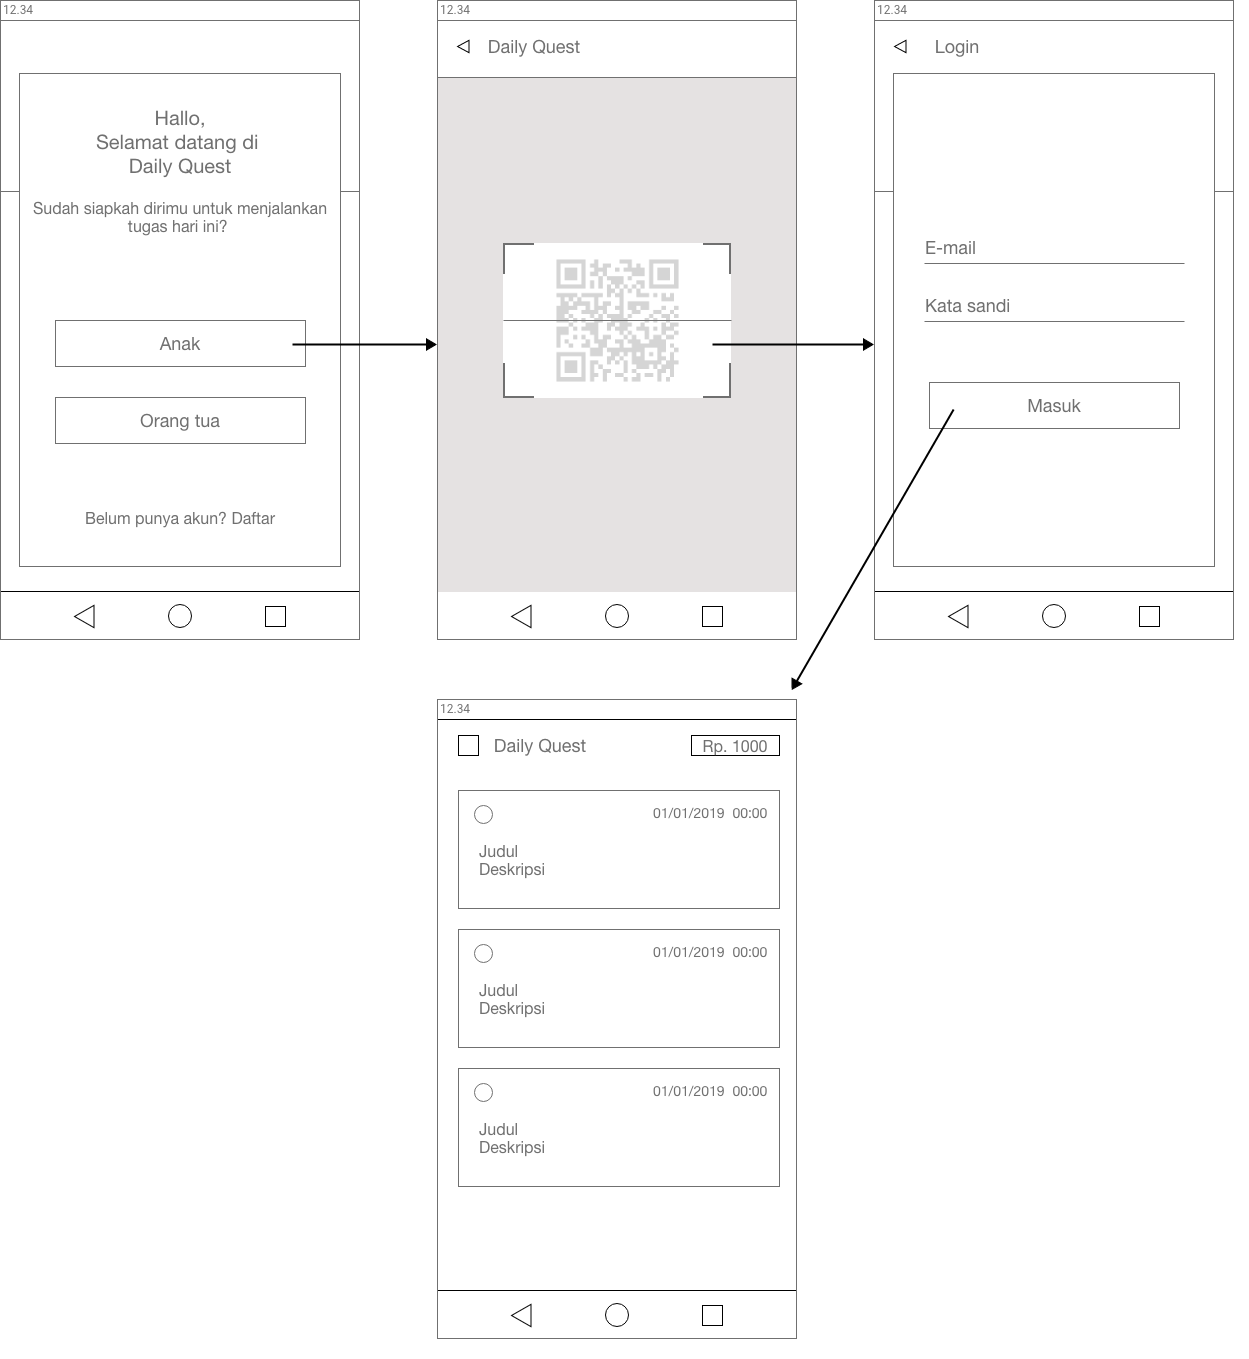 12.34
Hallo,
Selamat datang di
Daily Quest
Sudah siapkah dirimu untuk menjalankan
tugas hari ini?
Anak
Orang tua
Belum punya akun? Daftar
12.34
Daily Quest
12.34
Login
E-mail
Kata sandi
Masuk
12.34
Daily Quest
Rp. 1000
01/01/2019 00:00
Judul
Deskripsi
01/01/2019 00:00
Judul
Deskripsi
01/01/2019 00:00
Judul
Deskripsi